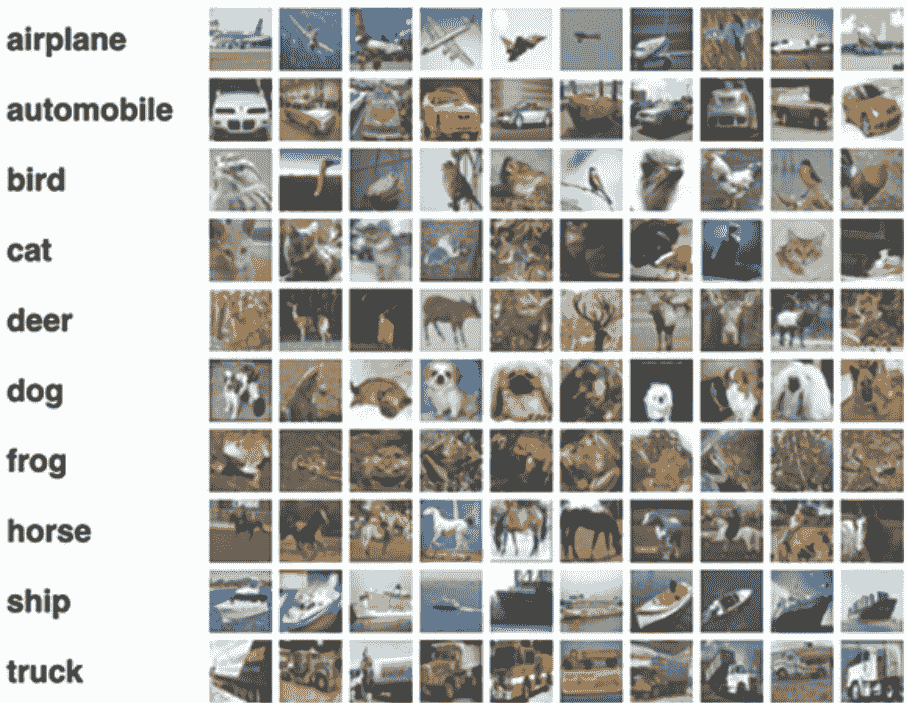 airplane
automobile
bird
cat
deer
dog
frog
horse
ship
truck